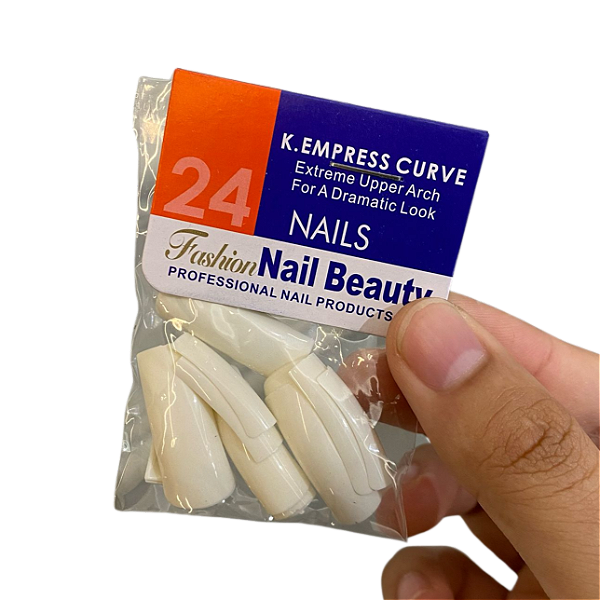 24
K.EMPRESS CURVE
Extreme Upper Arch
For A Dramatic Look
NAILS
Fashion Nail Beauty
PROFESSIONAL NAIL PRODUCTS